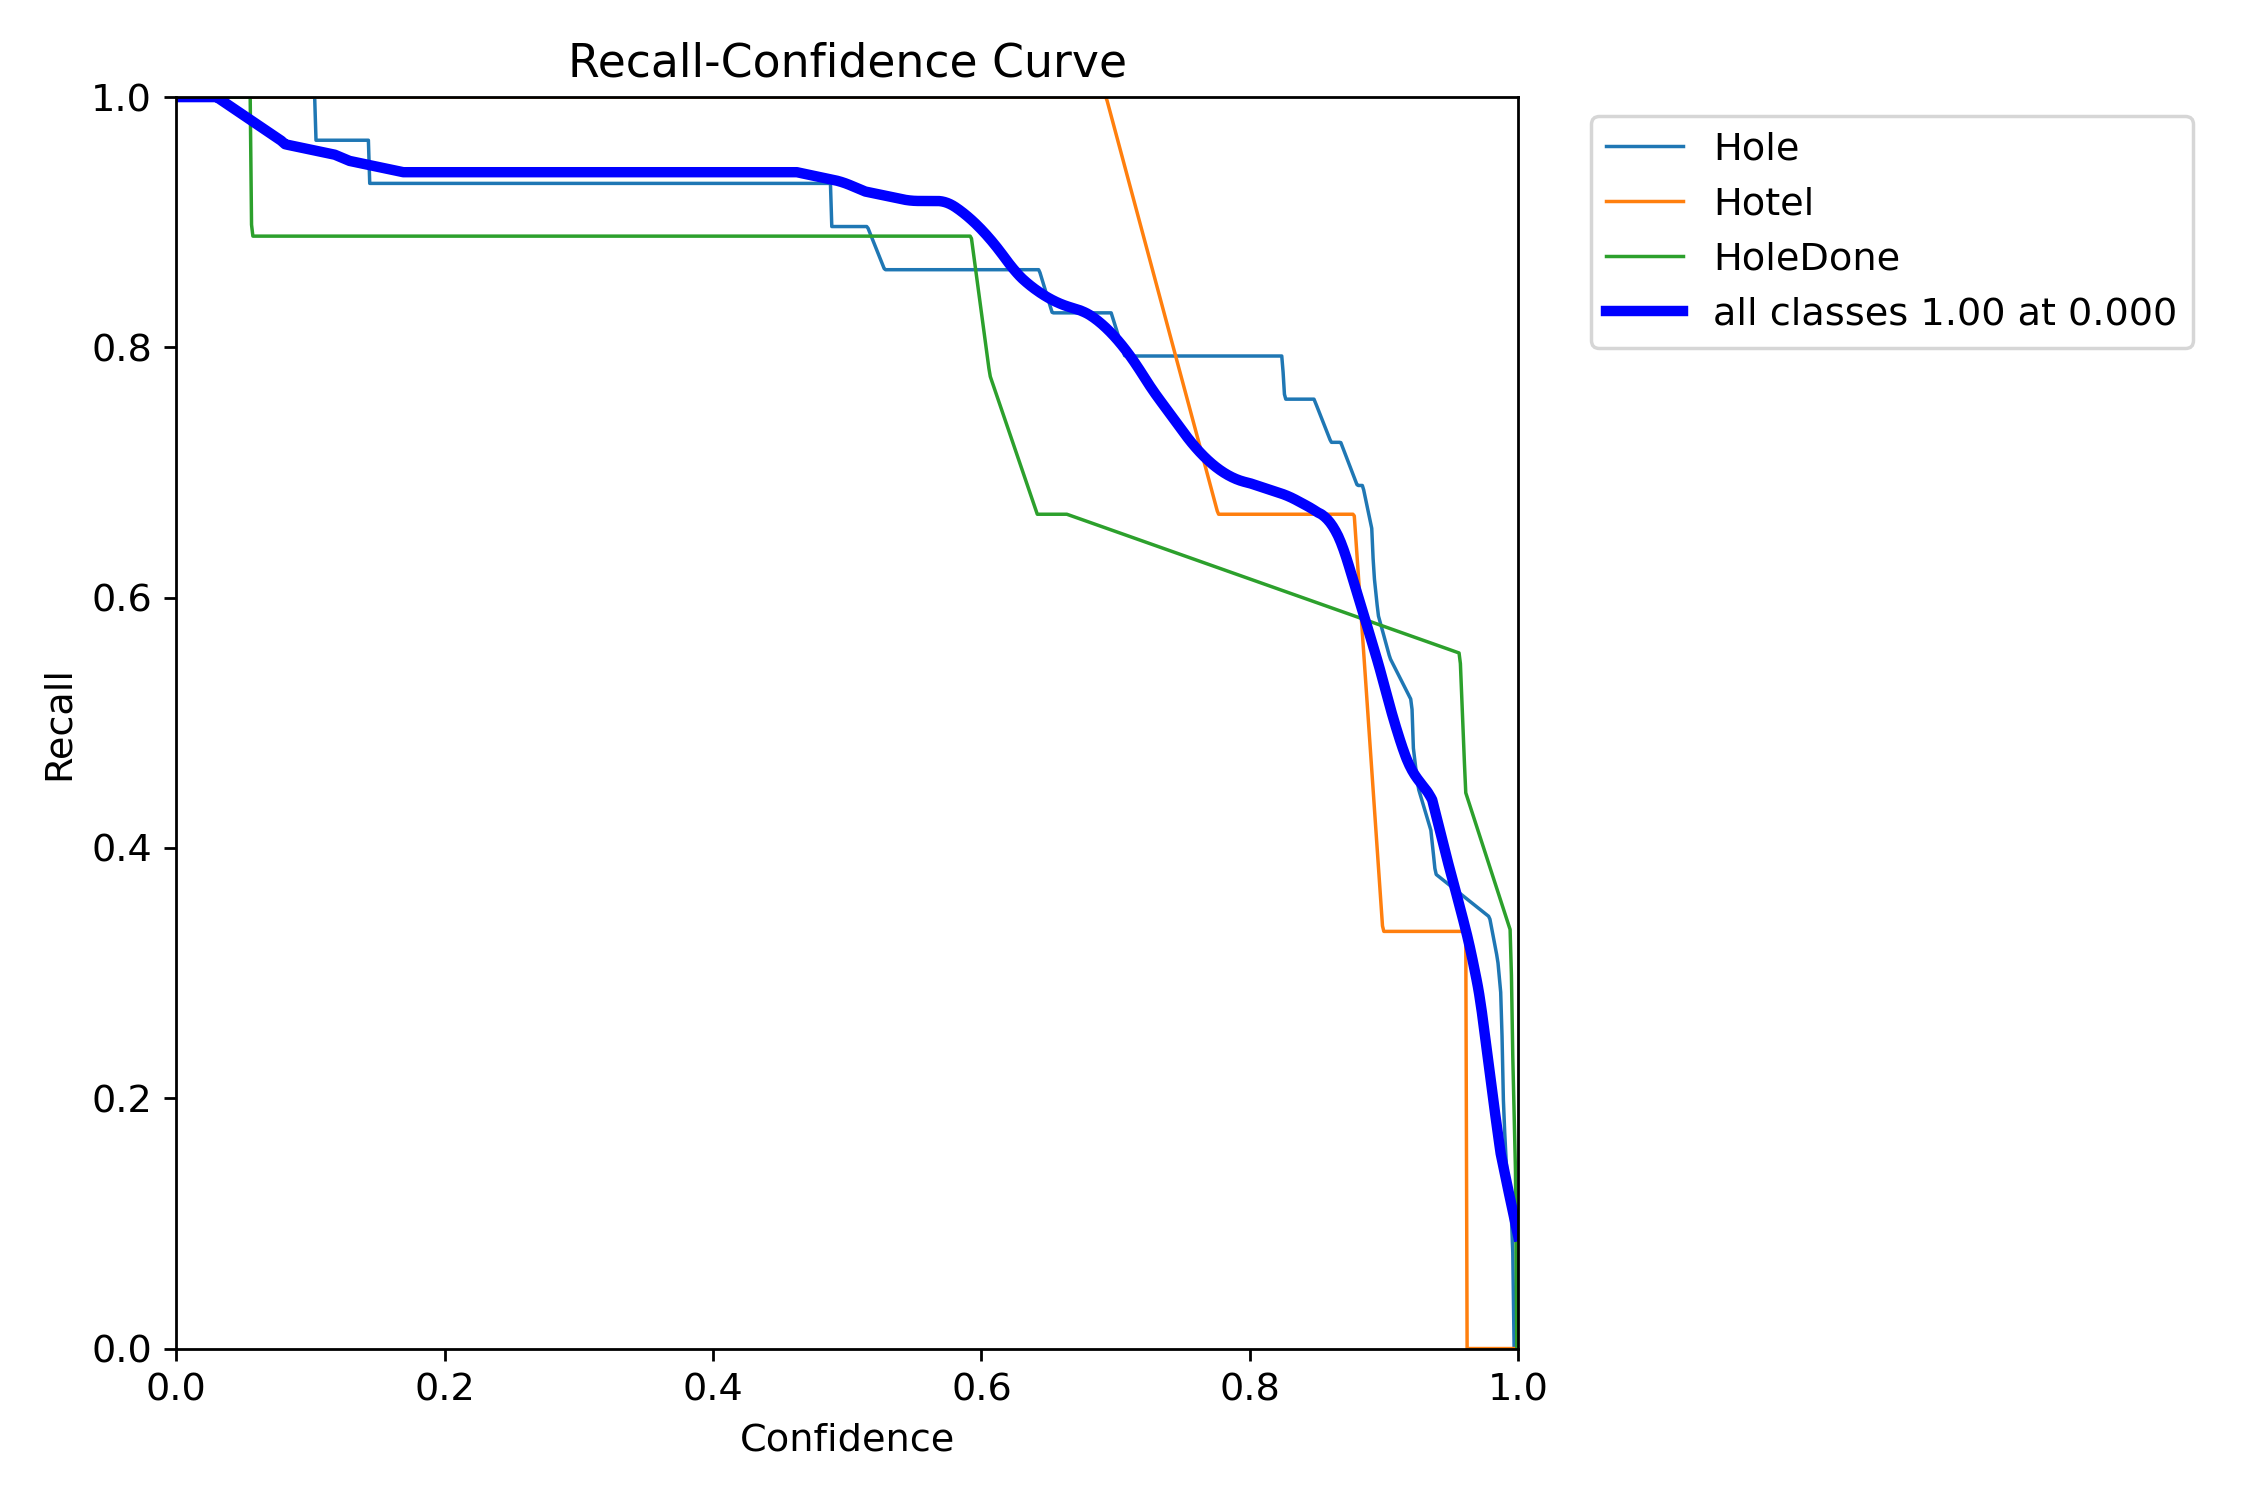 Recall-Confidence Curve
1.0
0.8
0.6
0.4
0.2
0.0
Recall
0.0 0.2 0.4 0.6 0.8 1.0
Confidence
Hole
Hotel
HoleDone
all classes 1.00 at 0.000